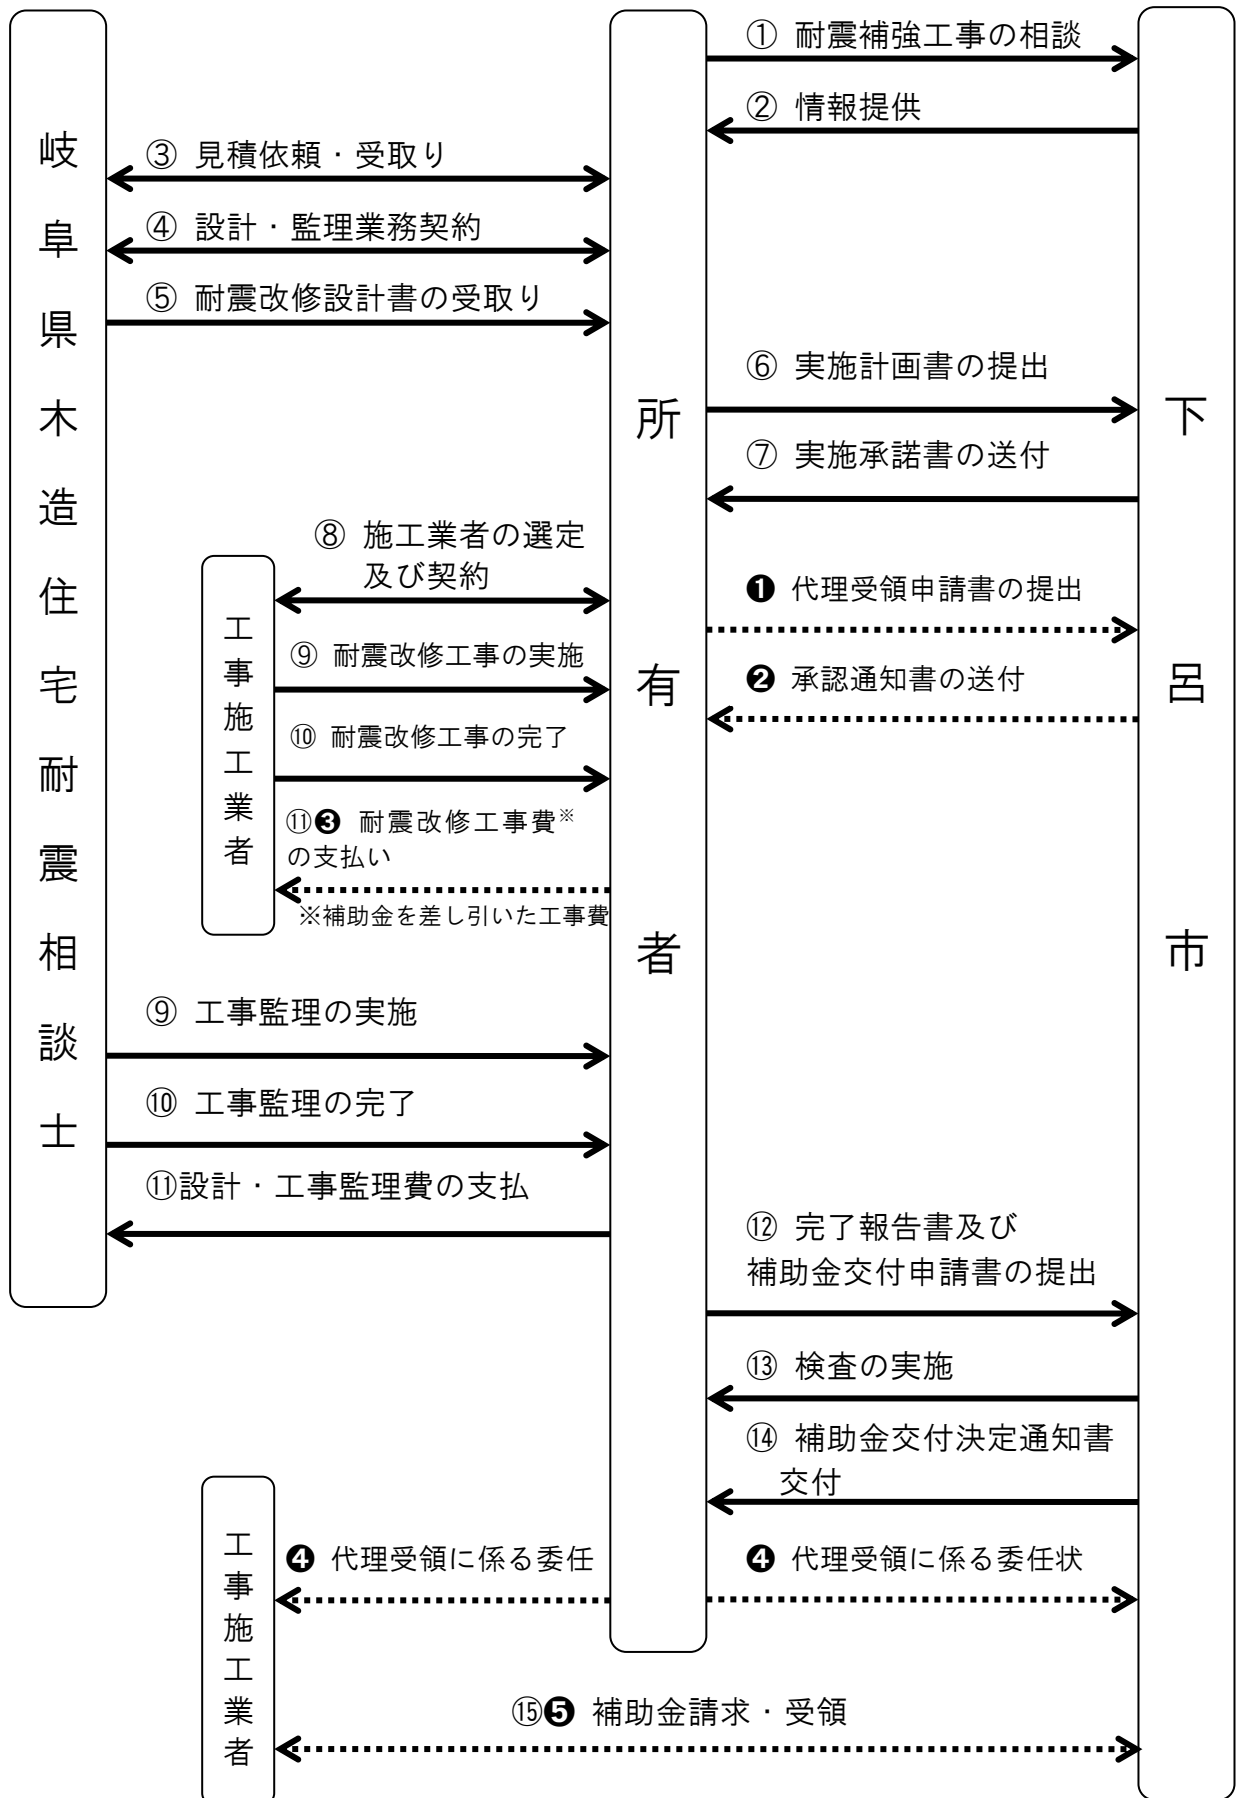 岐阜県木造住宅耐震相談士
所有者
下呂市
① 耐震補強工事の相談
② 情報提供
③ 見積依頼・受取り
④ 設計・監理業務契約
⑤ 耐震改修設計書の受取り
⑥ 実施計画書の提出
⑦ 実施承諾書の送付
⑧ 施工業者の選定
及び契約
工事施工業者
❶ 代理受領申請書の提出
⑨ 耐震改修工事の実施
❷ 承認通知書の送付
⑩ 耐震改修工事の完了
⑪❸ 耐震改修工事費※
の支払い
※補助金を差し引いた工事費
⑨ 工事監理の実施
⑩ 工事監理の完了
⑪設計・工事監理費の支払
⑫ 完了報告書及び
補助金交付申請書の提出
⑬ 検査の実施
⑭ 補助金交付決定通知書
交付
工事施工業者
❹ 代理受領に係る委任
❹ 代理受領に係る委任状
⑮❺ 補助金請求・受領